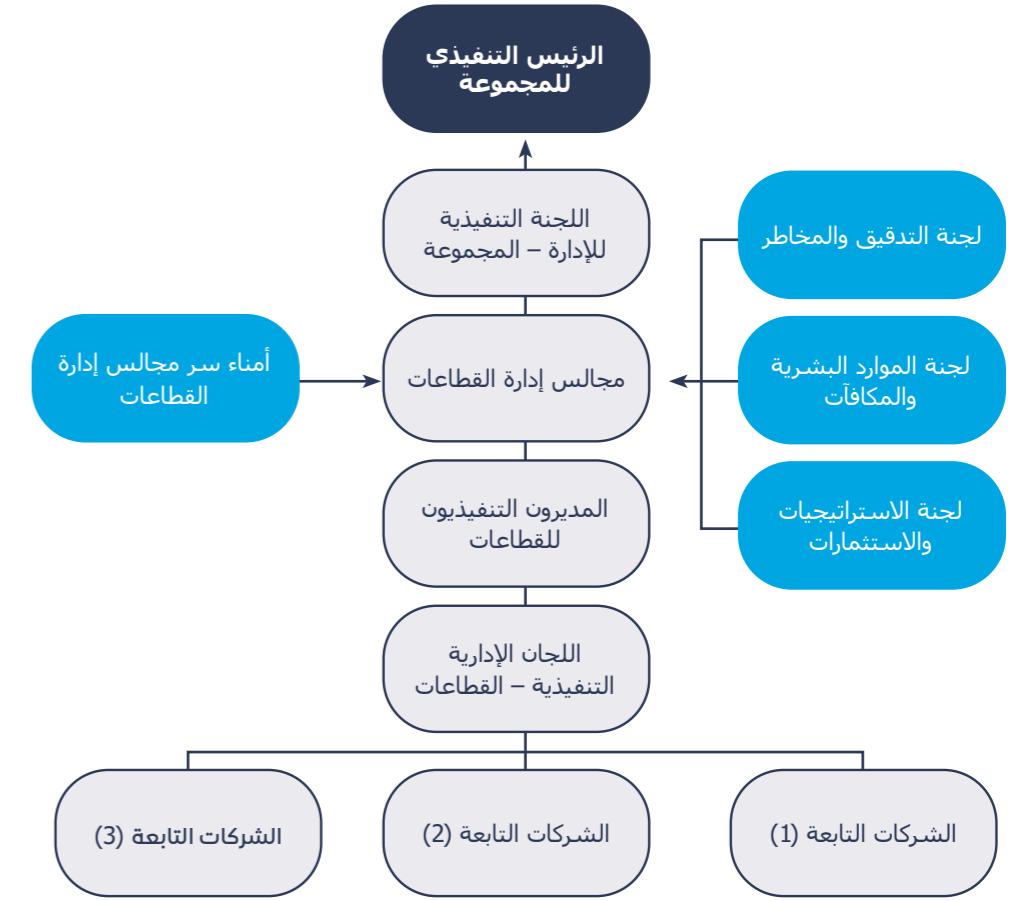 الرئيس التنفيذي
للمجموعة
اللجنة التنفيذية
للإدارة – المجموعة
لجنة التدقيق والمخاطر
مجالس إدارة القطاعات
أمناء سر مجالس إدارة
القطاعات
لجنة الموارد البشرية
والمكافآت
المديرون التنفيذيون
للقطاعات
لجنة الاستراتيجيات
والاستثمارات
اللجان الإدارية
التنفيذية – القطاعات
الشركات التابعة (1)
الشركات التابعة (2)
الشركات التابعة (3)